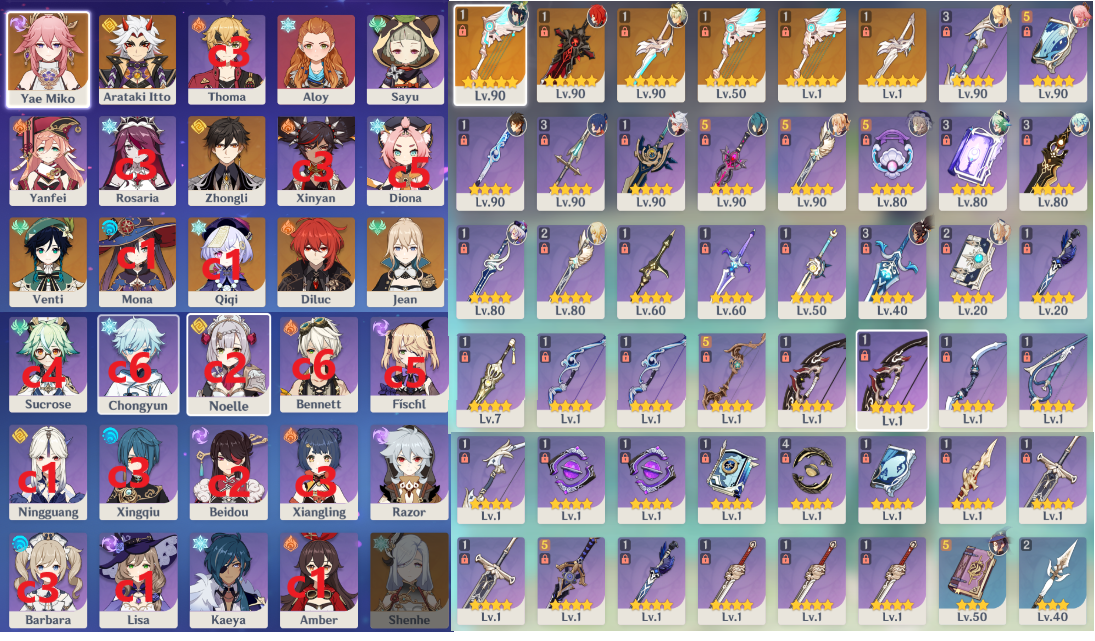 Yae Miko Arataki Itto c3 Thoma Aloy Sayu
Yanfei c3 Rosaria Zhongli c3 Xinyan c5 Diona
Venti c1 Mona c1 Qiqi Diluc Jean
c4 Sucrose c6 Chongyun c2 Noelle c6 Bennett c5 Fischl
c1 Ningguang c3 Xingqiu c2 Beidou c3 Xiangling Razor
c3 Barbara c1 Lisa Kaeya c1 Amber Shenhe
1 1 1 1 1 1 3 5
Lv.90 Lv.90 Lv.90 Lv.50 Lv.1 Lv.1 Lv.90 Lv.90
1 3 1 5 5 5 3 3
Lv.90 Lv.90 Lv.90 Lv.90 Lv.90 Lv.80 Lv.80 Lv.80
1 2 1 1 1 3 2 1
Lv.80 Lv.80 Lv.60 Lv.60 Lv.50 Lv.40 Lv.20 Lv.20
1 1 1 5 1 1 1 1
Lv.7 Lv.1 Lv.1 Lv.1 Lv.1 Lv.1 Lv.1 Lv.1
1 1 1 1 4 1 1 1
Lv.1 Lv.1 Lv.1 Lv.1 Lv.1 Lv.1 Lv.1 Lv.1
1 5 1 1 1 1 5 2
Lv.1 Lv.1 Lv.1 Lv.1 Lv.1 Lv.1 Lv.50 Lv.40